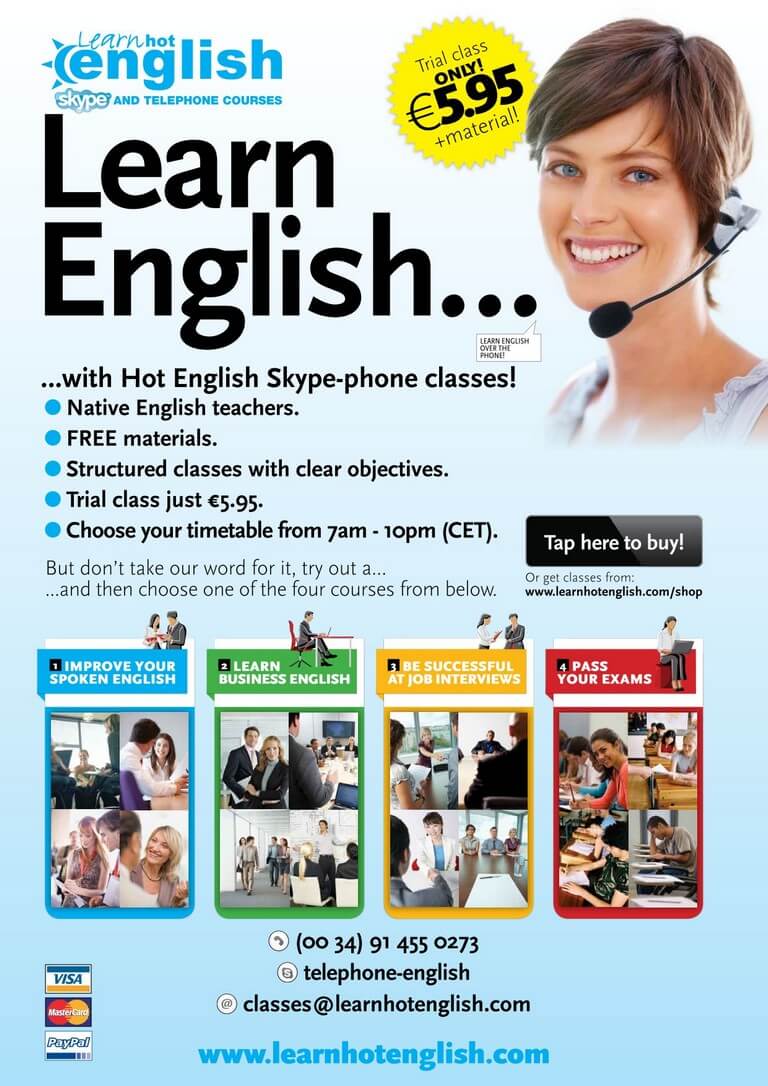 Learn hot
english
skype AND TELEPHONE COURSES
Trial class
ONLY!
€5.95
+material!
Learn
English...
LEARN ENGLISH
OVER THE
PHONE!
...with Hot English Skype-phone classes!
Native English teachers.
FREE materials.
Structured classes with clear objectives.
Trial class just €5.95.
Choose your timetable from 7am - 10pm (CET).
But don't take our word for it, try out a...
...and then choose one of the four courses from below.
Tap here to buy!
Or get classes from:
www.learnhotenglish.com/shop
1 IMPROVE YOUR
SPOKEN ENGLISH
2 LEARN
BUSINESS ENGLISH
3 BE SUCCESSFUL
AT JOB INTERVIEWS
4 PASS
YOUR EXAMS
(00 34) 91 455 0273
telephone-english
@ classes@learnhotenglish.com
VISA
MasterCard
PayPal
www.learnhotenglish.com